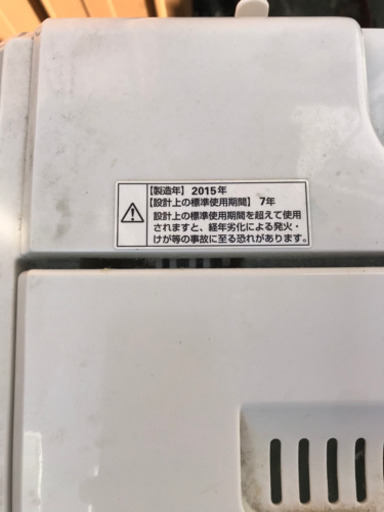 【製造年】2015年
【設計上の標準使用期間】7年
設計上の標準使用期間を超えて使用
されますと、経年劣化による発火・
けが等の事故に至る恐れがあります。